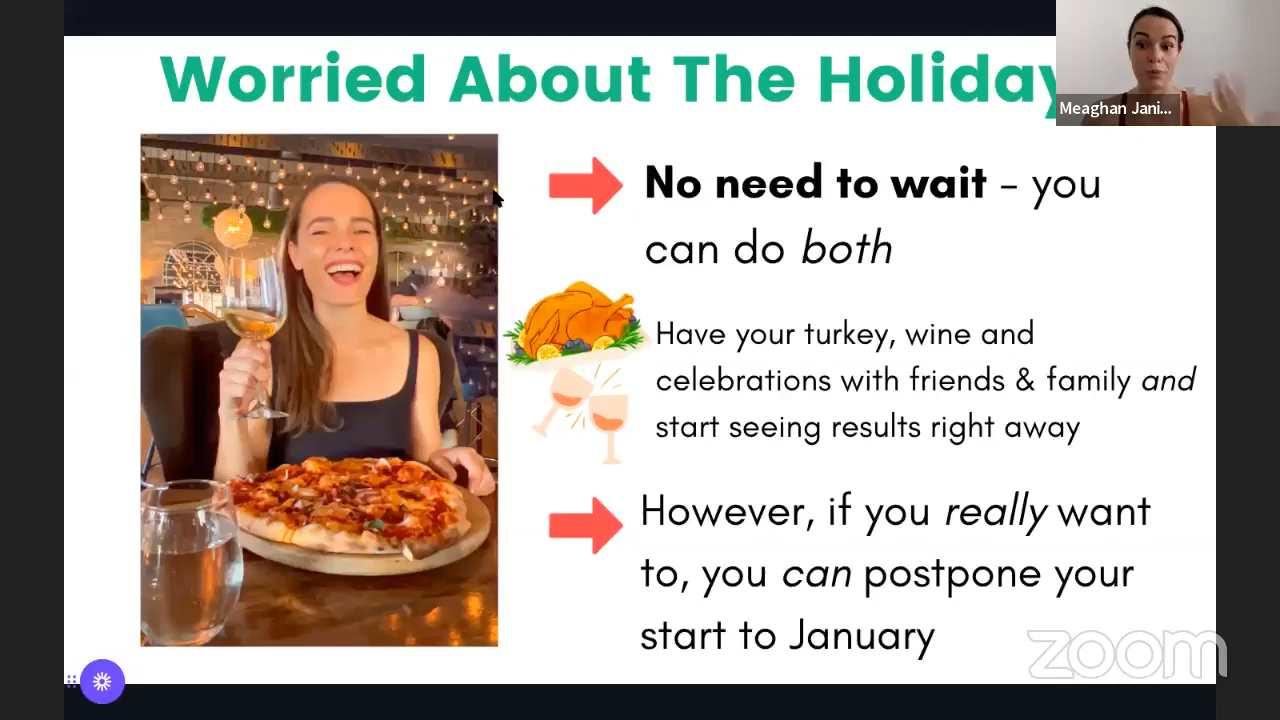 Worried About The Holiday
Meaghan Jani...
No need to wait - you
can do both
Have your turkey, wine and
celebrations with friends & family and
start seeing results right away
However, if you really want
to, you can postpone your
start to January
zoom